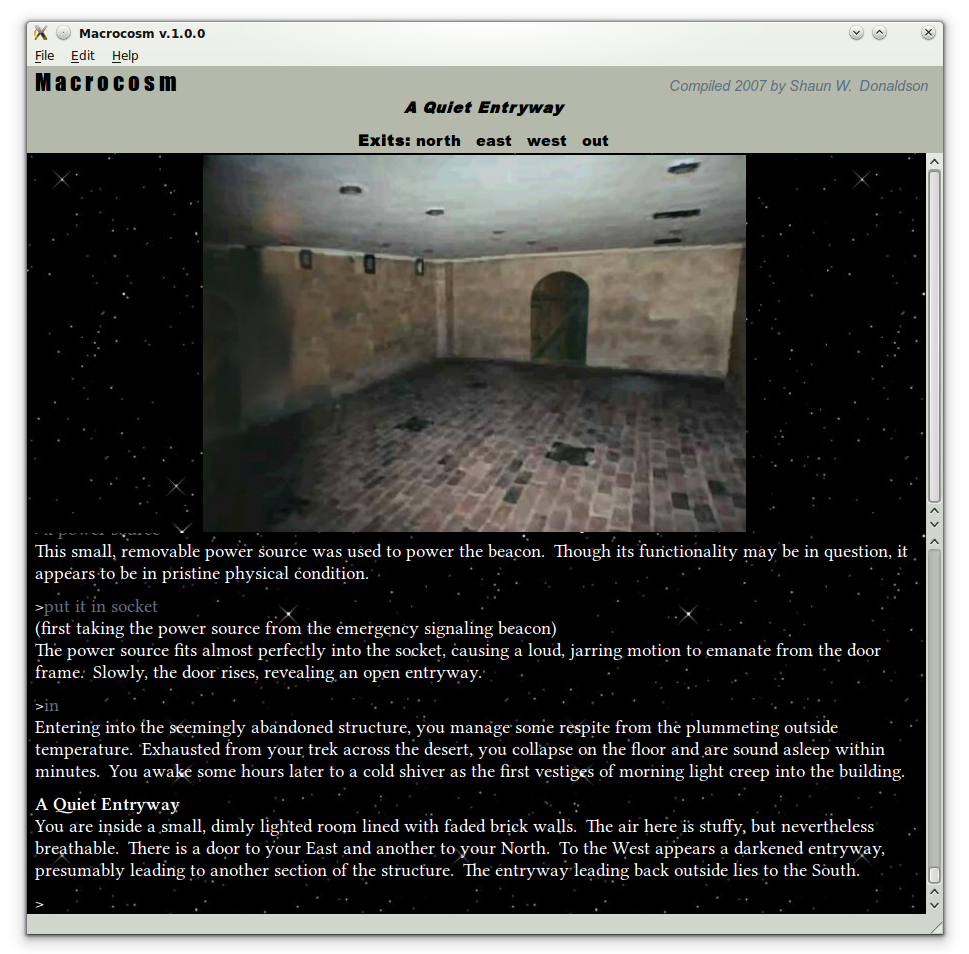 Macrocosm v.1.0.0
File Edit Help
Macrocosm
Compiled 2007 by Shaun W. Donaldson
A Quiet Entryway
Exits: north east west out
power source
This small, removable power source was used to power the beacon. Though its functionality may be in question, it
appears to be in pristine physical condition.
>put it in socket
(first taking the power source from the emergency signaling beacon)
The power source fits almost perfectly into the socket, causing a loud, jarring motion to emanate from the door
frame. Slowly, the door rises, revealing an open entryway.
>in
Entering into the seemingly abandoned structure, you manage some respite from the plummeting outside
temperature. Exhausted from your trek across the desert, you collapse on the floor and are sound asleep within
minutes. You awake some hours later to a cold shiver as the first vestiges of morning light creep into the building.
A Quiet Entryway
You are inside a small, dimly lighted room lined with faded brick walls. The air here is stuffy, but nevertheless
breathable. There is a door to your East and another to your North. To the West appears a darkened entryway,
presumably leading to another section of the structure. The entryway leading back outside lies to the South.
>